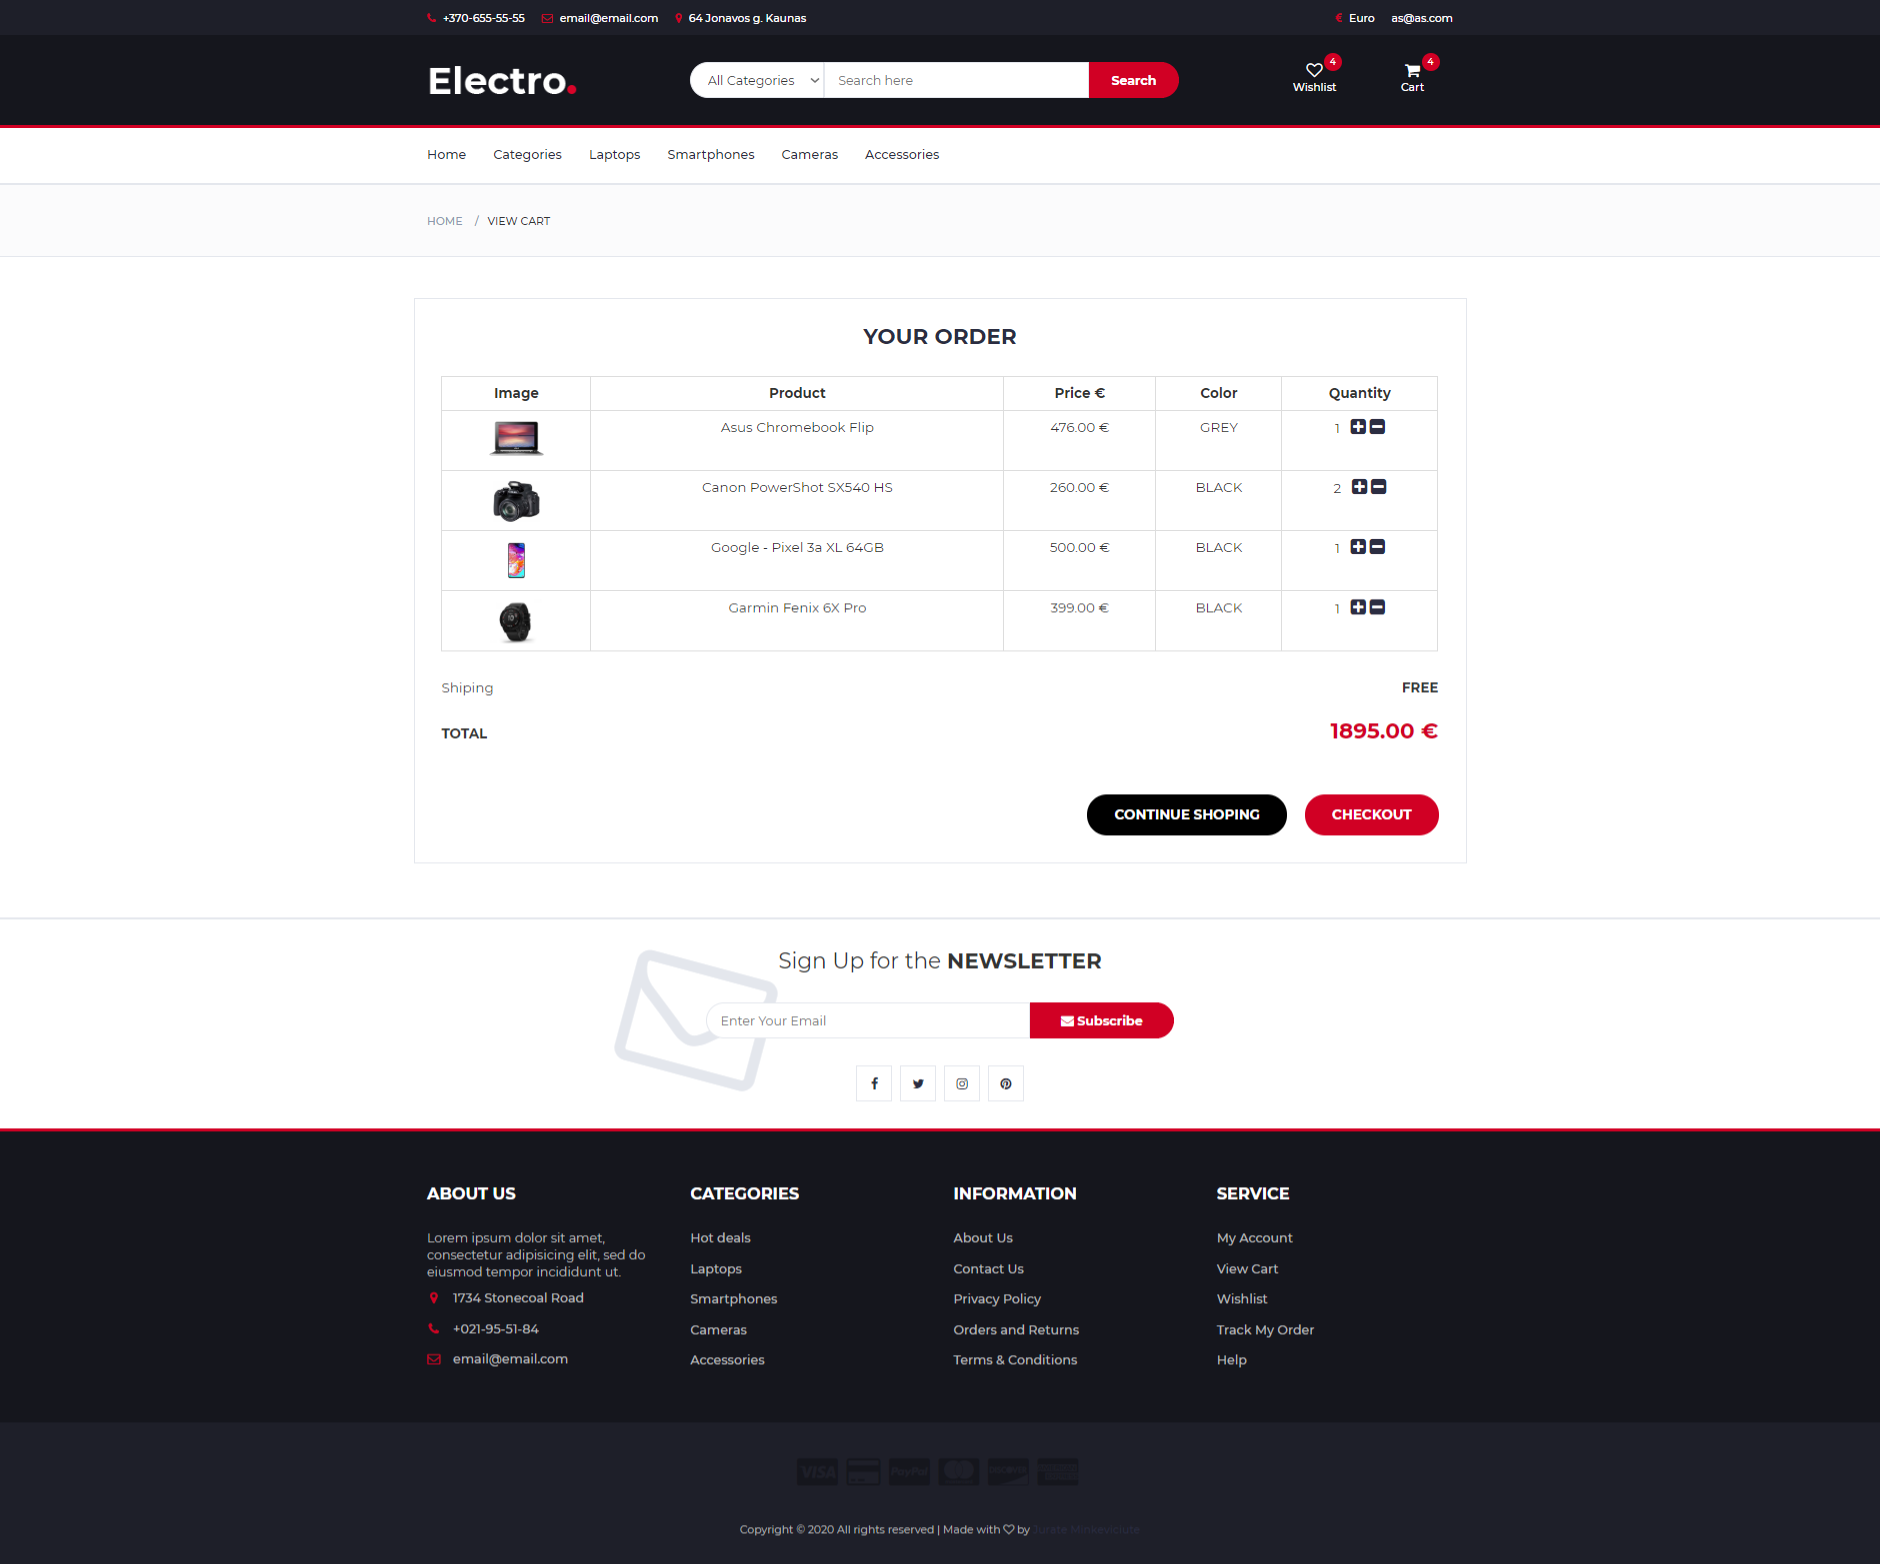 +370-655-55-55 email@email.com 64 Jonavos g. Kaunas € Euro as@as.com
Electro. All Categories Search here Search 4 Wishlist 4 Cart
Home Categories Laptops Smartphones Cameras Accessories
HOME / VIEW CART
YOUR ORDER
Image Product Price € Color Quantity
Asus Chromebook Flip 476.00 € GREY 1
Canon PowerShot SX540 HS 260.00 € BLACK 2
Google - Pixel 3a XL 64GB 500.00 € BLACK 1
Garmin Fenix 6X Pro 399.00 € BLACK 1
Shiping FREE
TOTAL 1895.00 €
CONTINUE SHOPING CHECKOUT
Sign Up for the NEWSLETTER
Enter Your Email Subscribe
ABOUT US
Lorem ipsum dolor sit amet,
consectetur adipisicing elit, sed do
eiusmod tempor incididunt ut.
1734 Stonecoal Road
+021-95-51-84
email@email.com
CATEGORIES
Hot deals
Laptops
Smartphones
Cameras
Accessories
INFORMATION
About Us
Contact Us
Privacy Policy
Orders and Returns
Terms & Conditions
SERVICE
My Account
View Cart
Wishlist
Track My Order
Help
VISA PayPal DISCOVER
Copyright © 2020 All rights reserved | Made with by